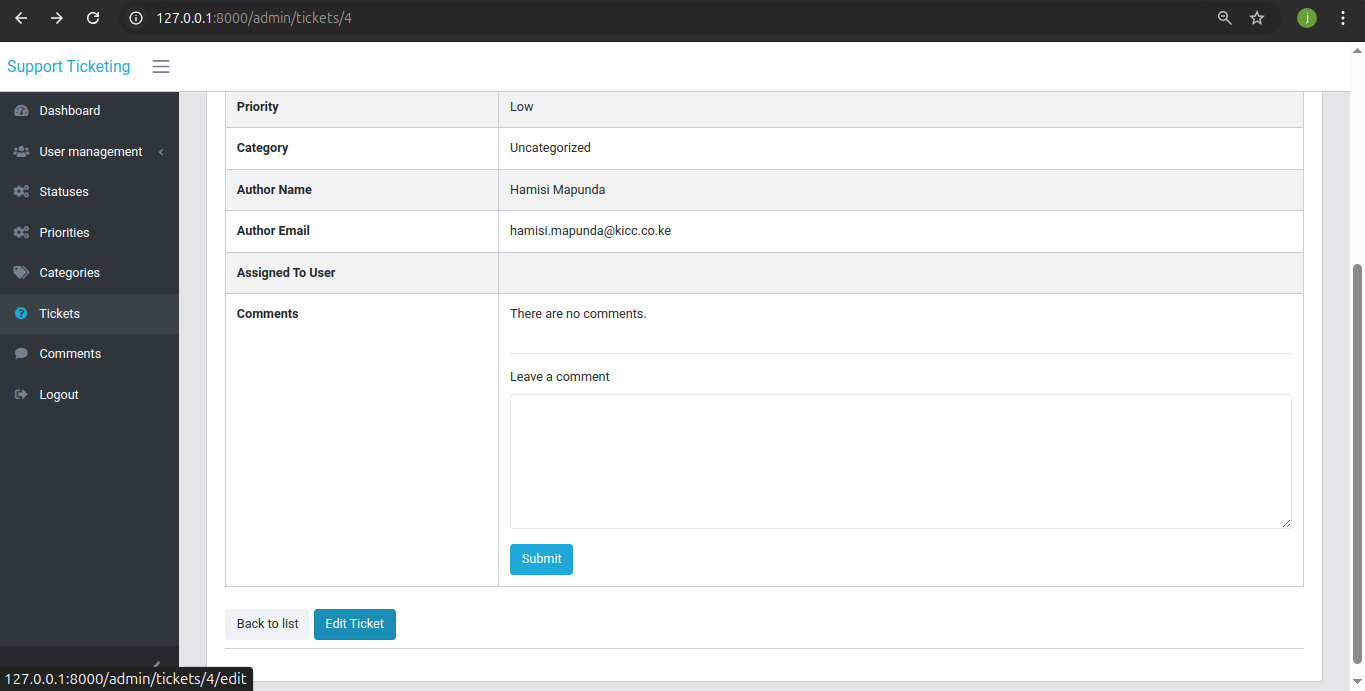 127.0.0.1:8000/admin/tickets/4
j
Support Ticketing
Dashboard
User management
Statuses
Priorities
Categories
Tickets
Comments
Logout
Priority Low
Category Uncategorized
Author Name Hamisi Mapunda
Author Email hamisi.mapunda@kicc.co.ke
Assigned To User
Comments There are no comments.
Leave a comment
Submit
Back to list Edit Ticket
127.0.0.1:8000/admin/tickets/4/edit